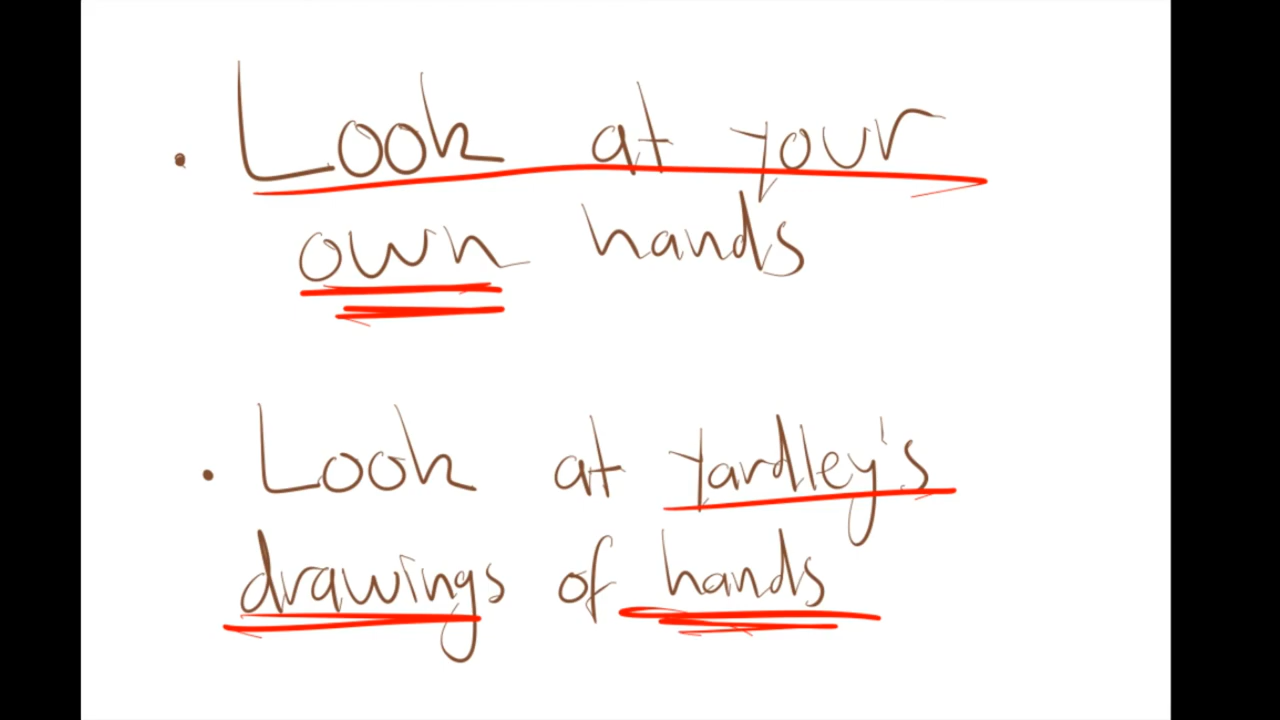 • Look at your
own hands
• Look at Yardley's
drawings of hands